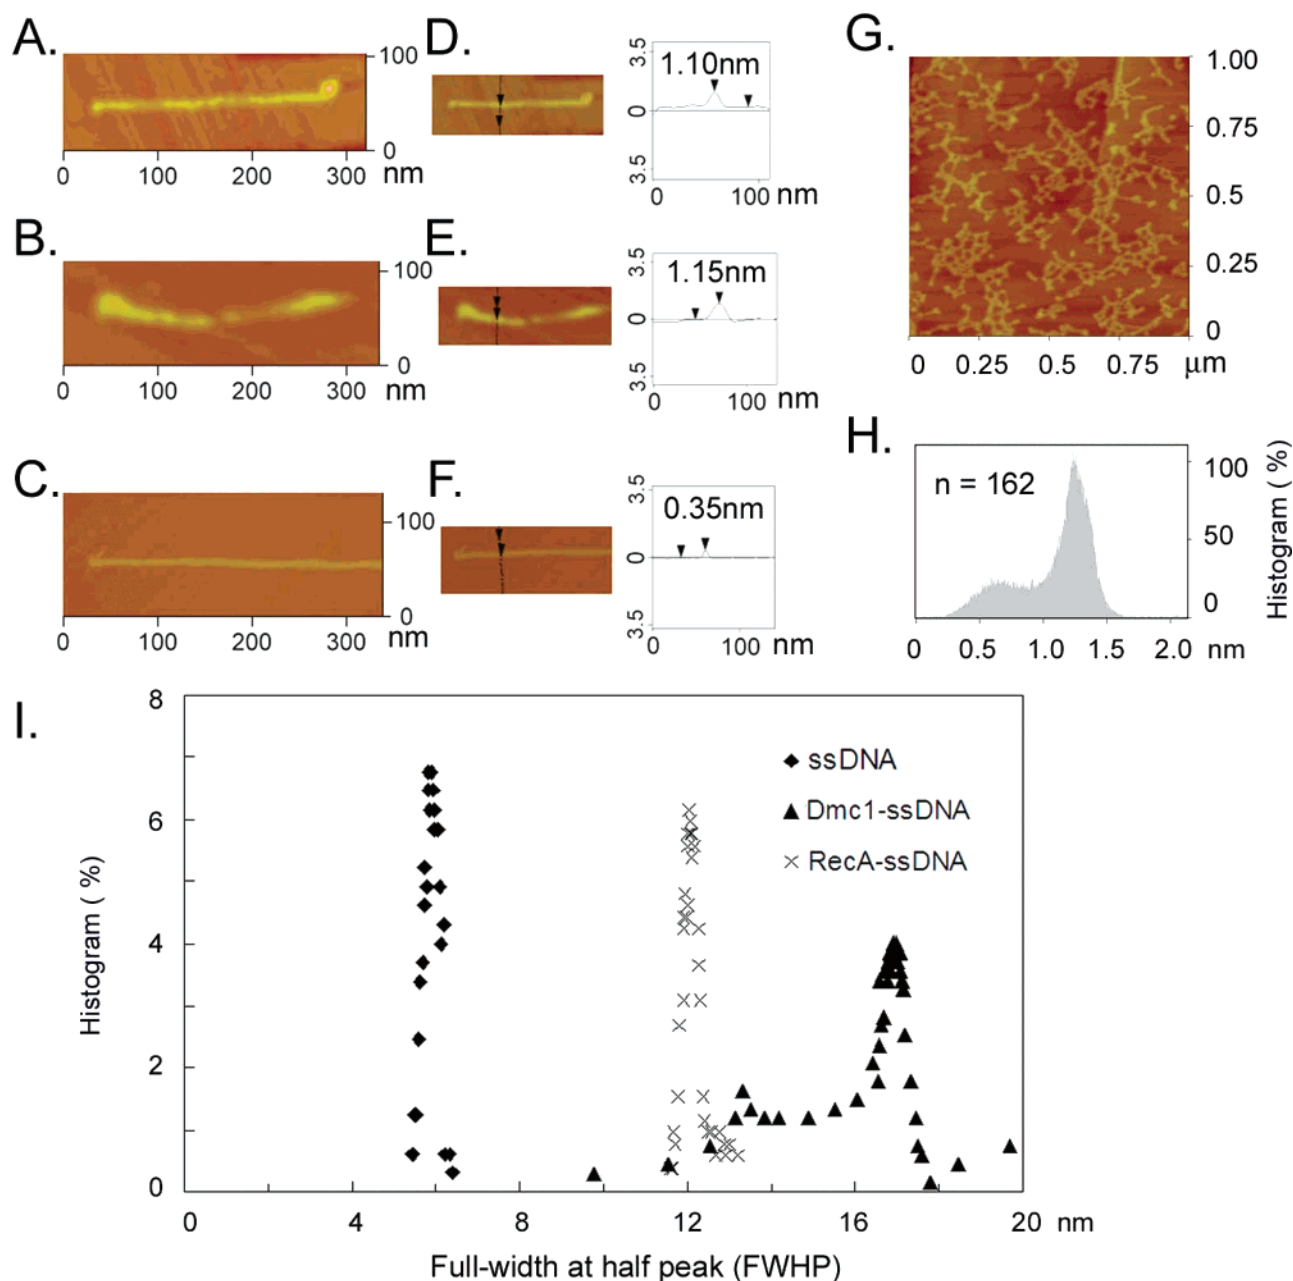 A.
100
0
0 100 200 300 nm
D.
3.5
0
3.5
1.10nm
0 100 nm
G.
1.00
0.75
0.5
0.25
0
0 0.25 0.5 0.75 μm
B.
100
0
0 100 200 300 nm
E.
3.5
0
3.5
1.15nm
0 100 nm
C.
100
0
0 100 200 300 nm
F.
3.5
0
3.5
0.35nm
0 100 nm
H.
n = 162
100
50
0
Histogram ( %)
0 0.5 1.0 1.5 2.0 nm
I.
8
6
4
2
0
Histogram ( %)
ssDNA
Dmc1-ssDNA
RecA-ssDNA
0 4 8 12 16 20 nm
Full-width at half peak (FWHP)